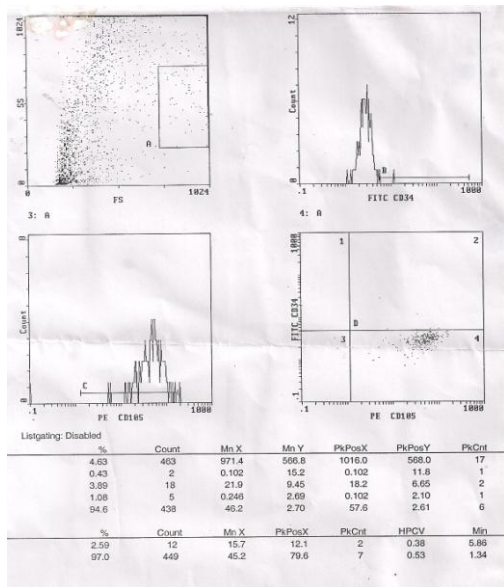 1024
SS
A
0
0
FS
1024
12
Count
B
0
.1
FITC CD34
1000
3: A
4: A
8
Count
C
0
.1
PE CD105
1000
1000
FITC CD34
1
2
D
3
4
.1
.1
PE CD105
1000
Listgating: Disabled
% Count Mn X Mn Y PkPosX PkPosY PkCnt
4.63 463 971.4 566.8 1016.0 568.0 17
0.43 2 0.102 15.2 0.102 11.8 1
3.89 18 21.9 9.45 18.2 6.65 2
1.08 5 0.246 2.69 0.102 2.10 1
94.6 438 46.2 2.70 57.6 2.61 6
% Count Mn X PkPosX PkCnt HPCV Min
2.59 12 15.7 12.1 2 0.38 5.86
97.0 449 45.2 79.6 7 0.53 1.34